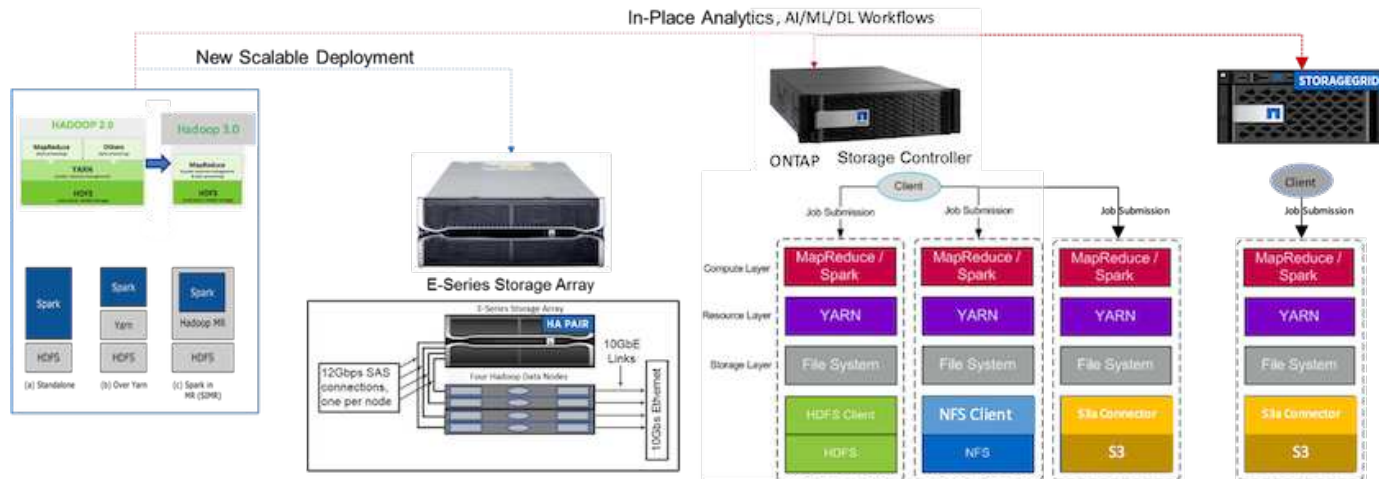 In-Place Analytics, AI/ML/DL Workflows
New Scalable Deployment
HADOOP 2.0
MapReduce
Others
YARN
HDFS
Hadoop 3.0
MapReduce
HDFS
Spark
HDFS
(a) Standalone
Spark
Yarn
HDFS
(b) Over Yarn
Spark
Hadoop MR
HDFS
(c) Spark in
MR (SIMR)
E-Series Storage Array
E-Series Storage Array
HA PAIR
12Gbps SAS
connections,
one per node
Four Hadoop Data Nodes
10GbE
Links
10Gbs Ethernet
ONTAP
Storage Controller
STORAGEGRID
Client
Job Submission
Job Submission
Job Submission
Client
Job Submission
Compute Layer
MapReduce /
Spark
MapReduce /
Spark
MapReduce /
Spark
MapReduce /
Spark
Resource Layer
YARN
YARN
YARN
YARN
Storage Layer
File System
File System
File System
File System
HDFS Client
NFS Client
S3a Connector
S3a Connector
HDFS
NFS
S3
S3